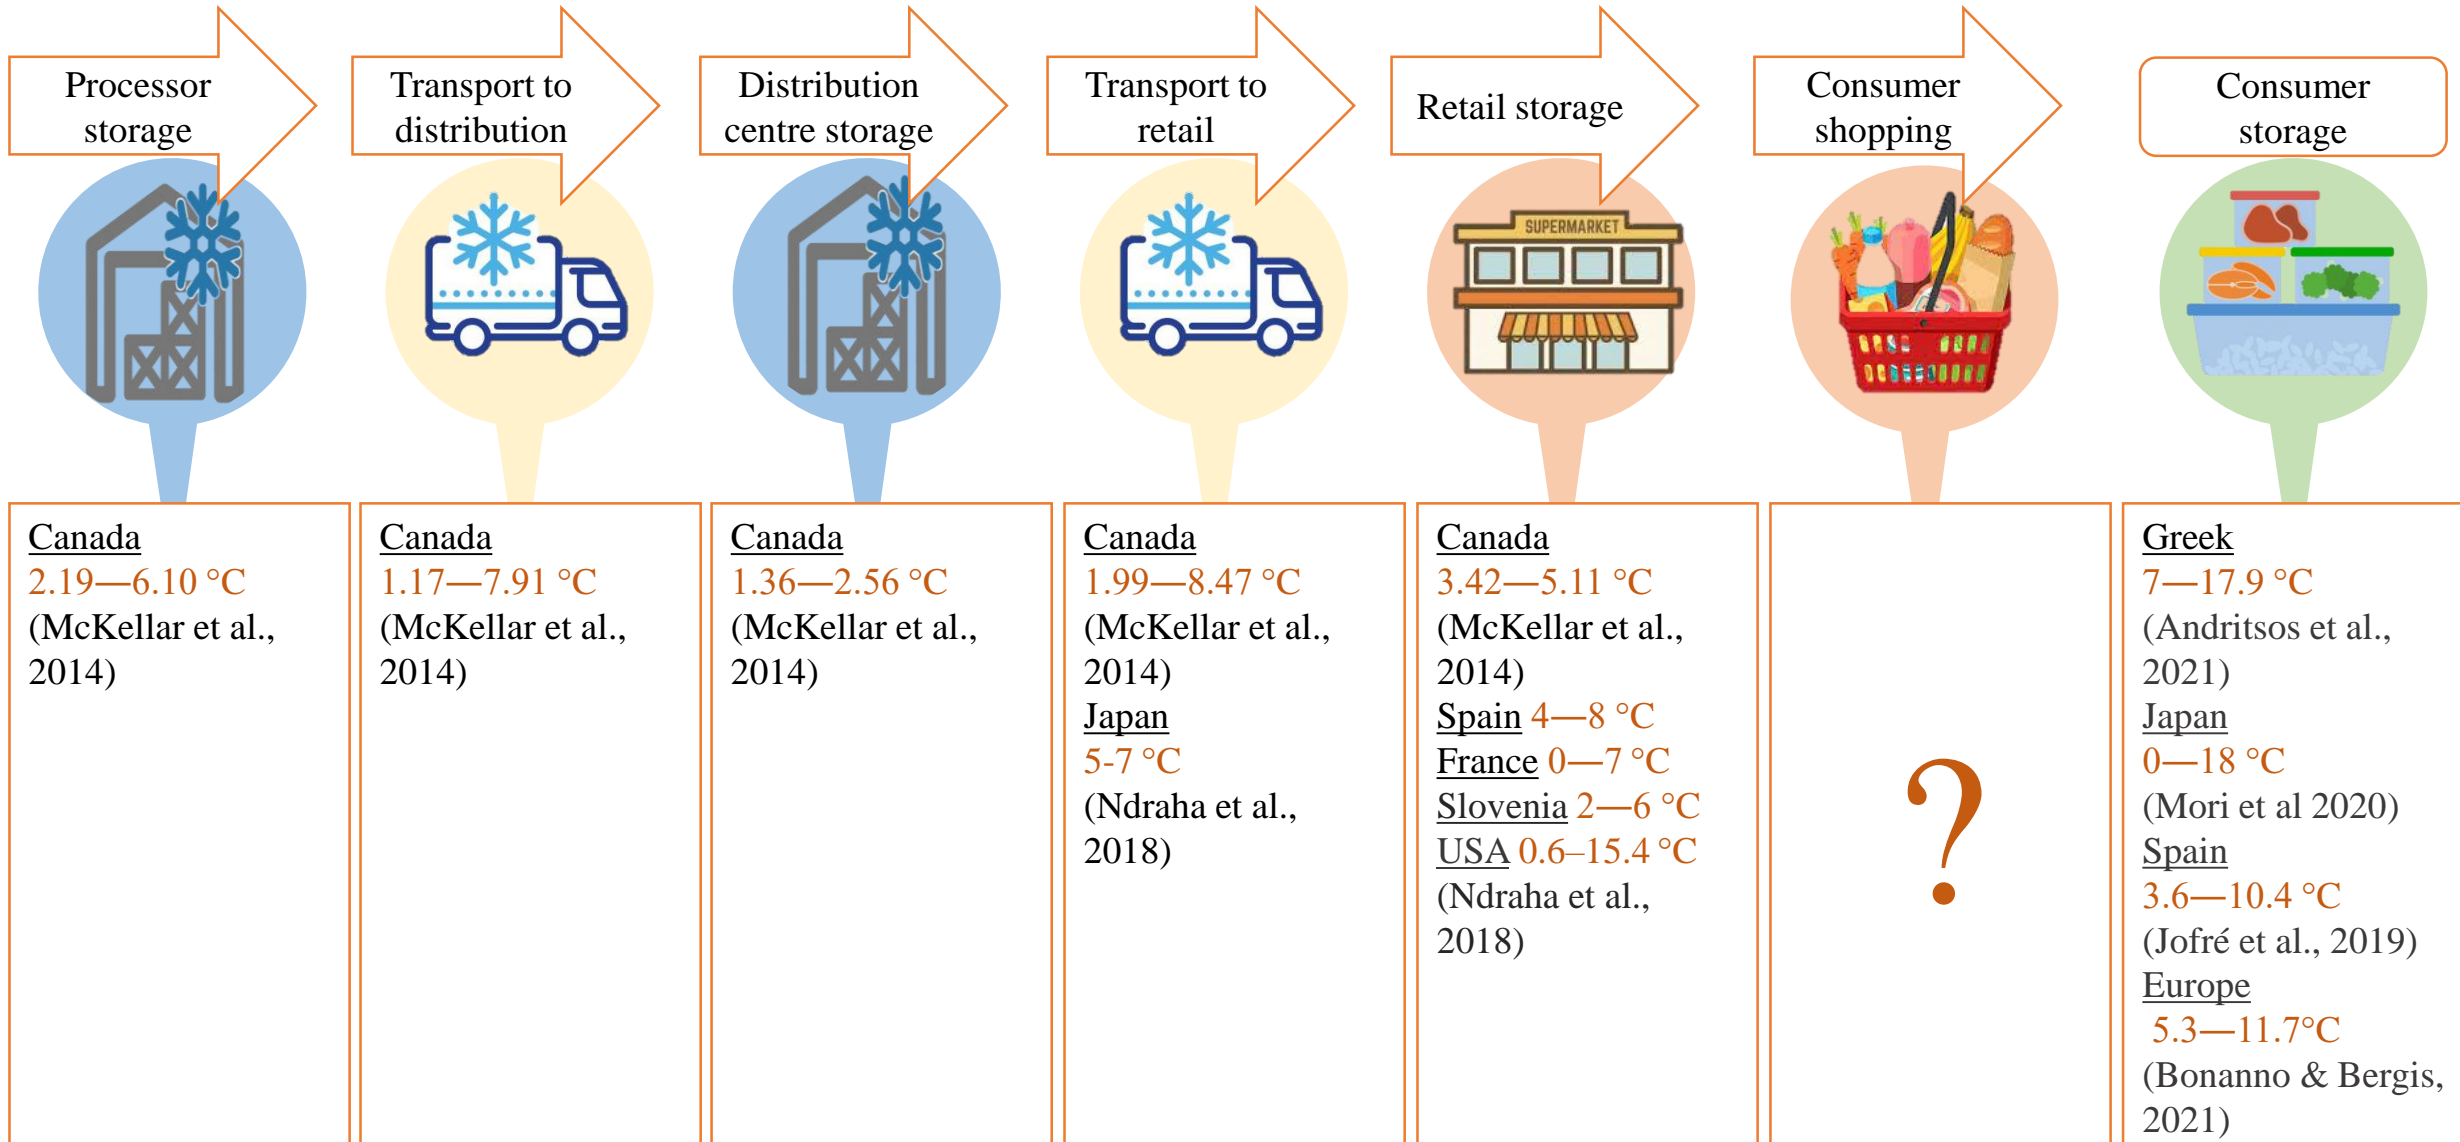 Processor
storage
Transport to
distribution
Distribution
centre storage
Transport to
retail
Retail storage
Consumer
shopping
Consumer
storage
SUPERMARKET
Canada
2.19—6.10 °C
(McKellar et al.,
2014)
Canada
1.17—7.91 °C
(McKellar et al.,
2014)
Canada
1.36—2.56 °C
(McKellar et al.,
2014)
Canada
1.99—8.47 °C
(McKellar et al.,
2014)
Japan
5-7 °C
(Ndraha et al.,
2018)
Canada
3.42—5.11 °C
(McKellar et al.,
2014)
Spain 4—8 °C
France 0—7 °C
Slovenia 2—6 °C
USA 0.6–15.4 °C
(Ndraha et al.,
2018)
?
Greek
7—17.9 °C
(Andritsos et al.,
2021)
Japan
0—18 °C
(Mori et al 2020)
Spain
3.6—10.4 °C
(Jofré et al., 2019)
Europe
5.3—11.7°C
(Bonanno & Bergis,
2021)